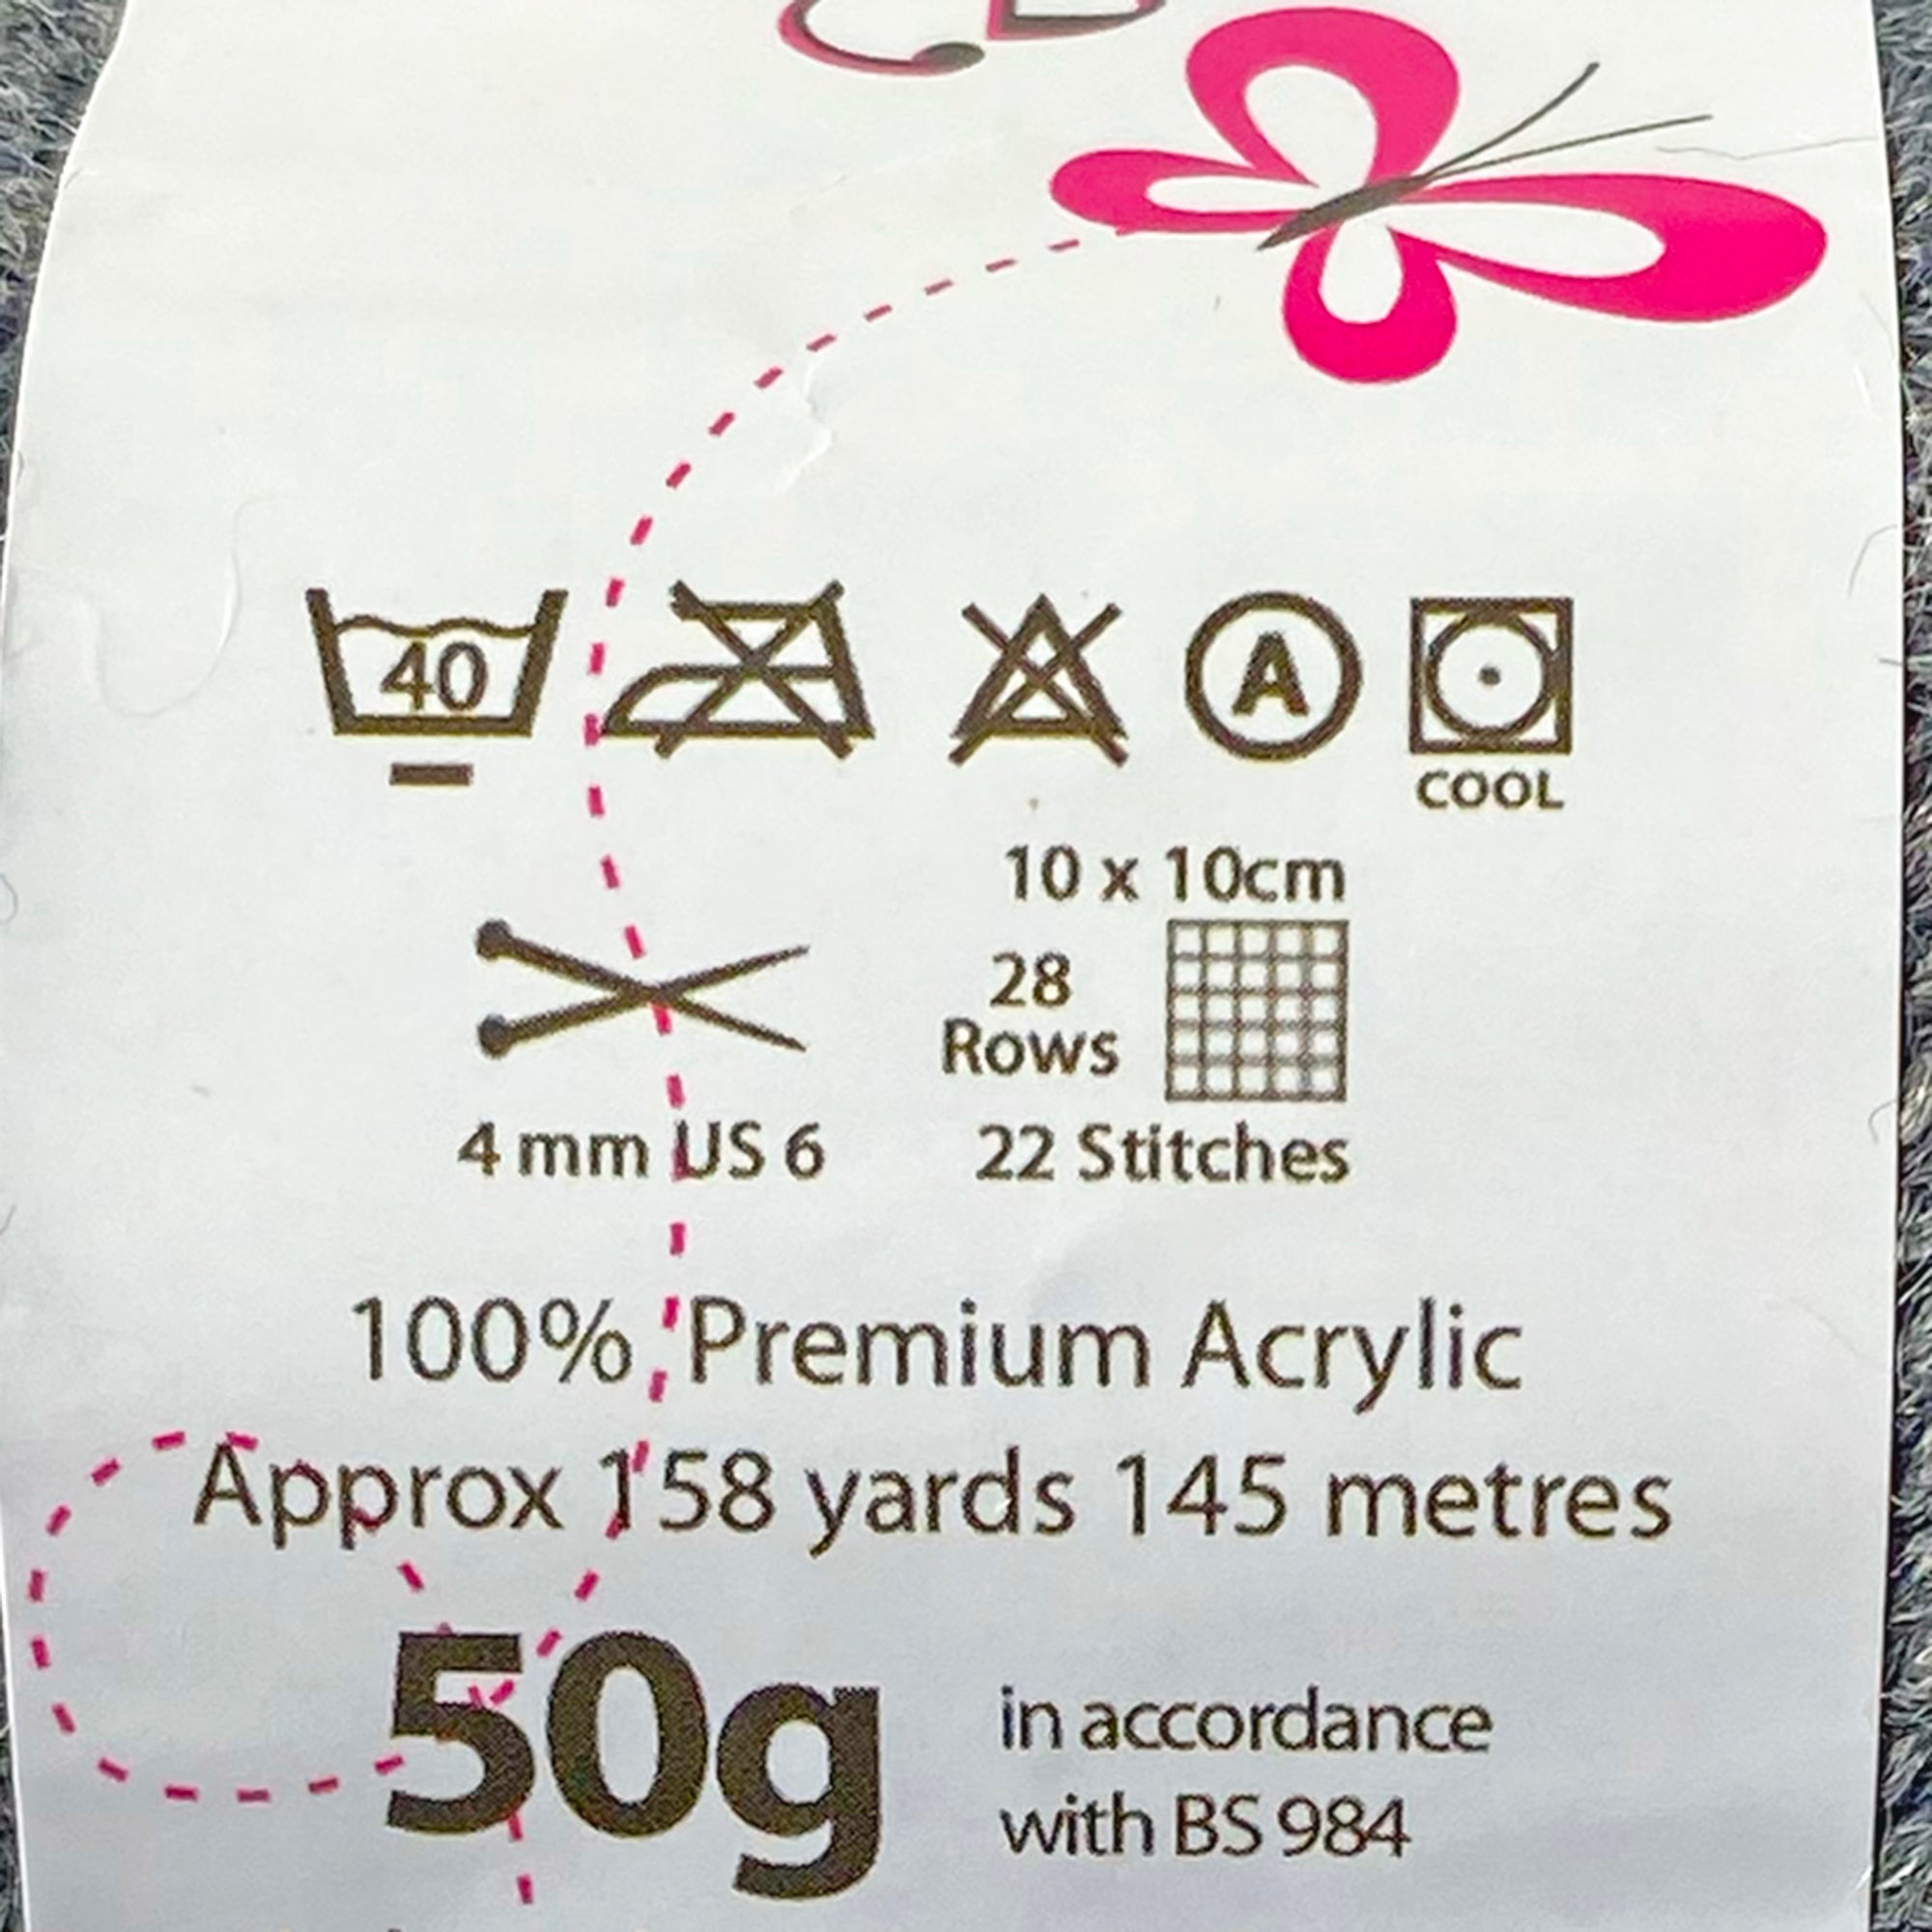 40
A
COOL
10 x 10cm
28
Rows
4 mm US 6
22 Stitches
100% Premium Acrylic
Approx 158 yards 145 metres
50g
in accordance
with BS 984